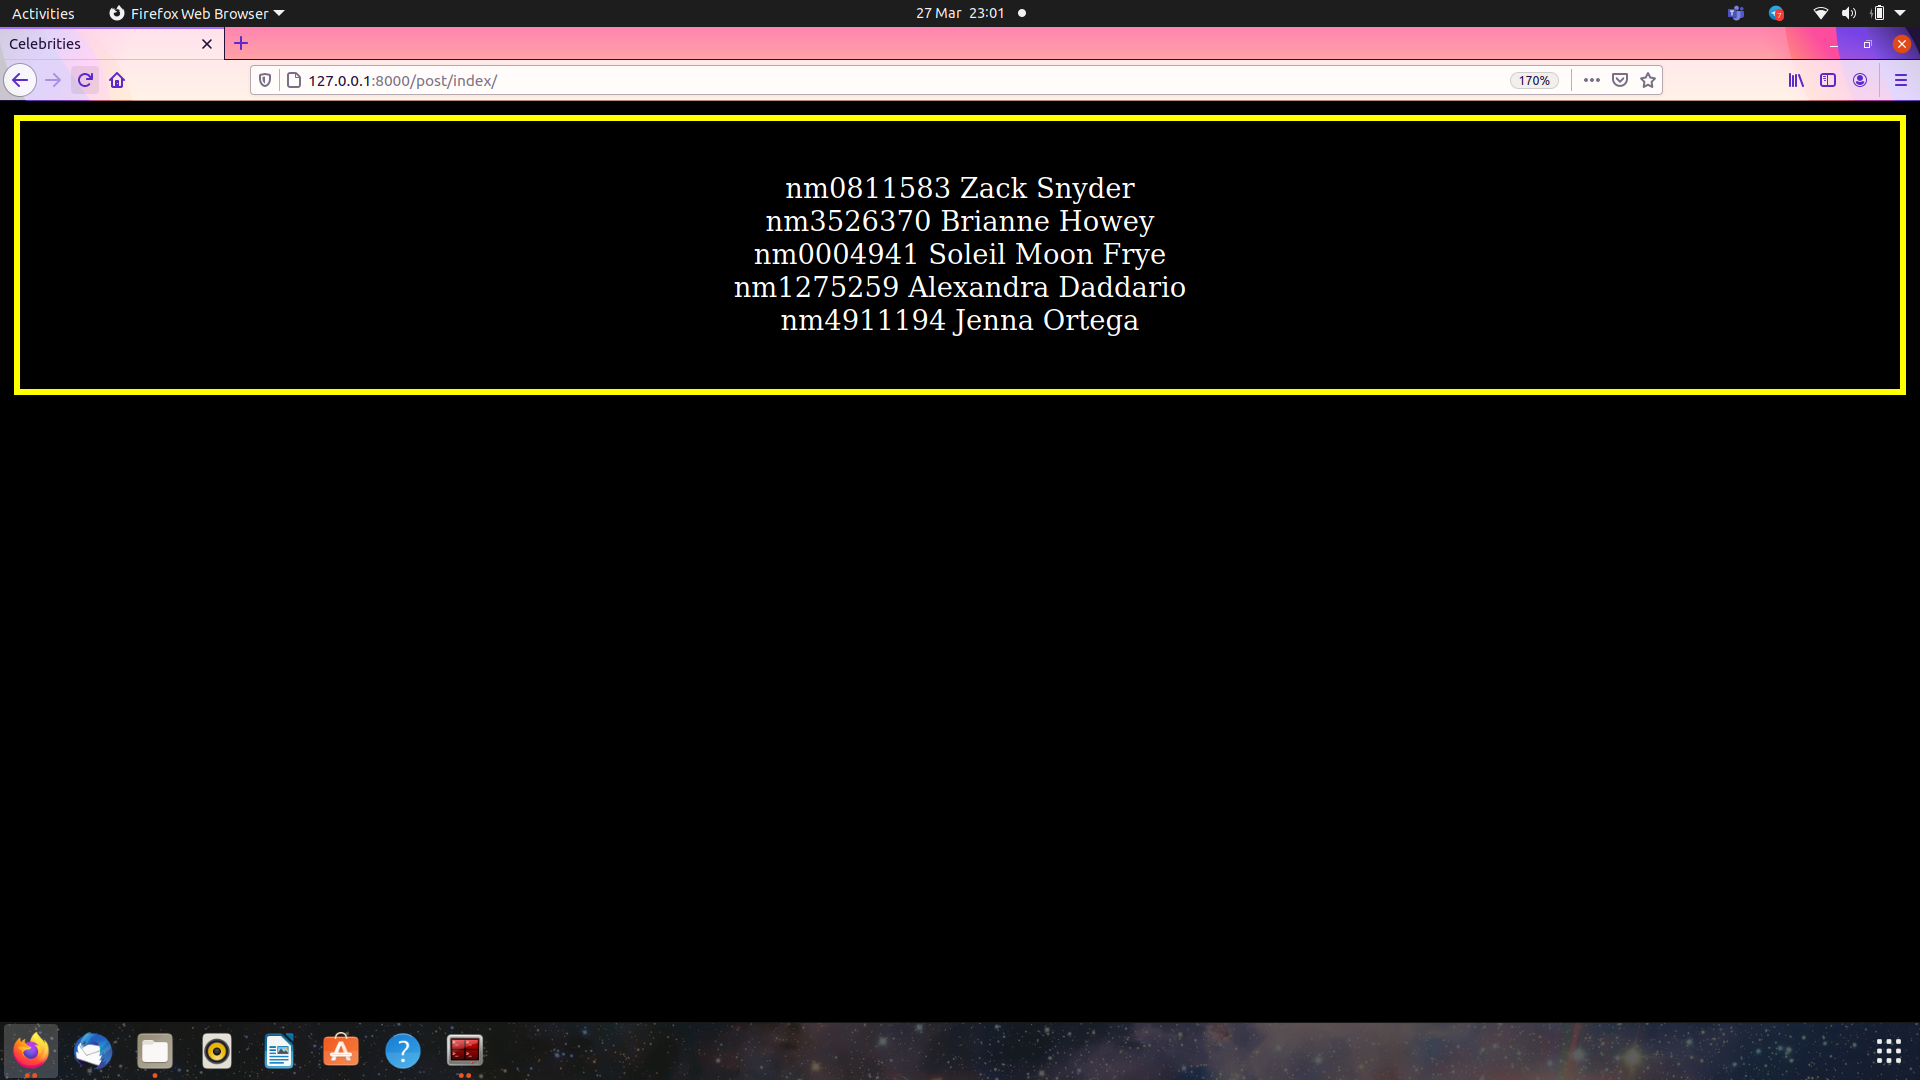 Activities
Firefox Web Browser
27 Mar 23:01
Celebrities
127.0.0.1:8000/post/index/
170%
nm0811583 Zack Snyder
nm3526370 Brianne Howey
nm0004941 Soleil Moon Frye
nm1275259 Alexandra Daddario
nm4911194 Jenna Ortega